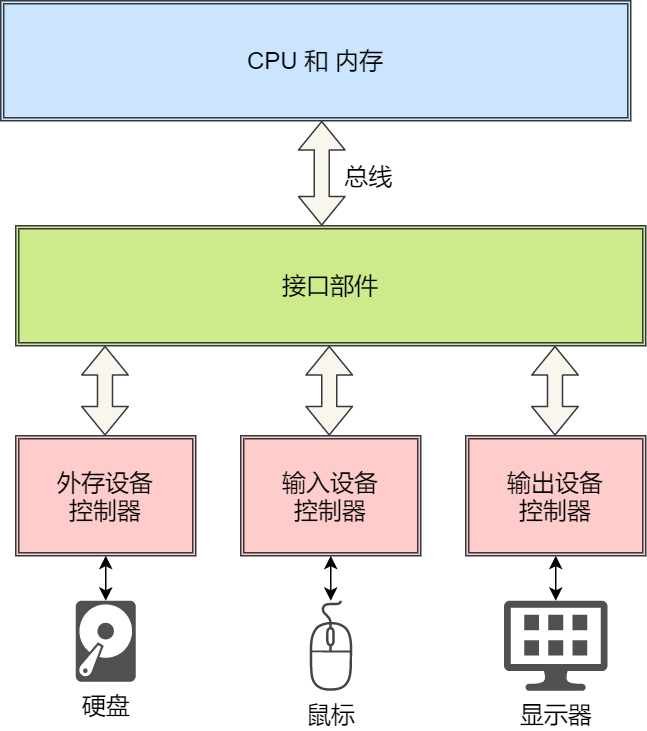 CPU 和 内存
总线
接口部件
外存设备
控制器
输入设备
控制器
输出设备
控制器
硬盘
鼠标
显示器